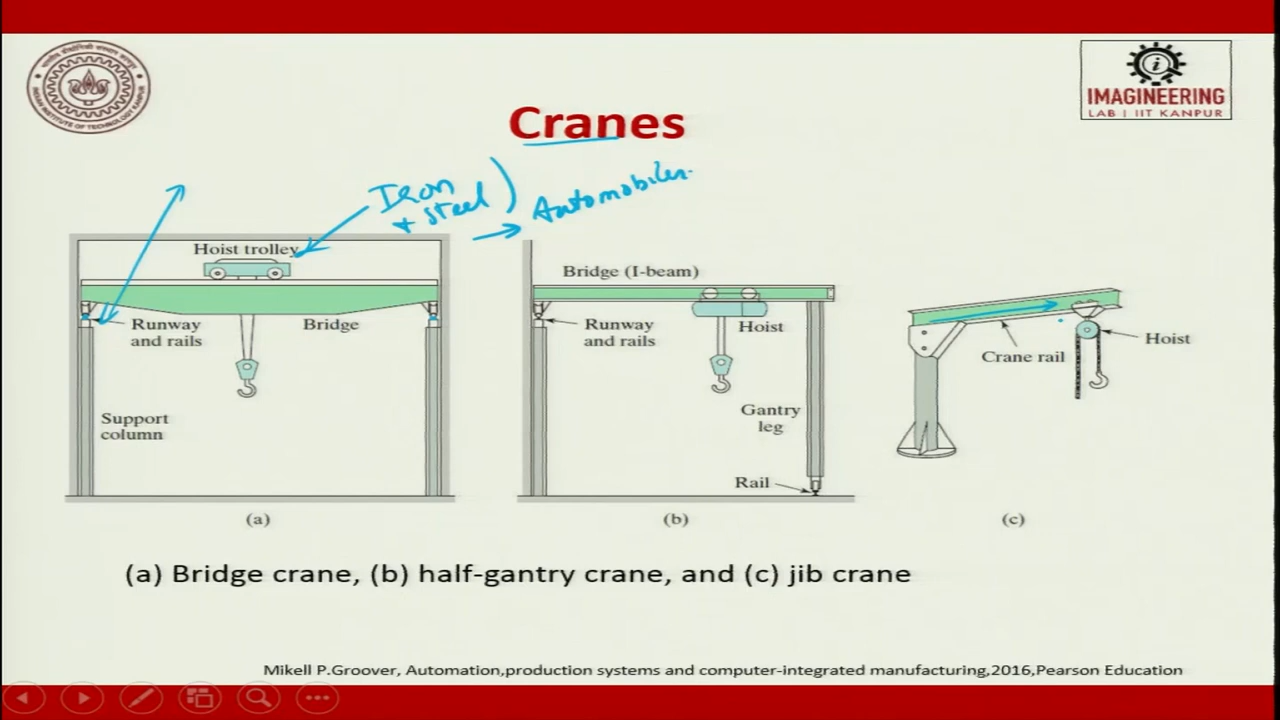 IMAGINEERING
LAB | IIT KANPUR
Cranes
Iron
+ steel
→ Automobiles.
Hoist trolley
Runway
and rails
Bridge
Support
column
(a)
Bridge (I-beam)
Runway
and rails
Hoist
Gantry
leg
Rail
(b)
Crane rail
Hoist
(c)
(a) Bridge crane, (b) half-gantry crane, and (c) jib crane
Mikell P.Groover, Automation,production systems and computer-integrated manufacturing,2016,Pearson Education